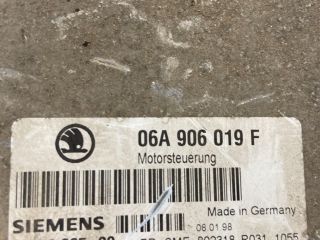 06A 906 019 F
Motorsteuerung
Made in Germany
SIEMENS
06.01.98